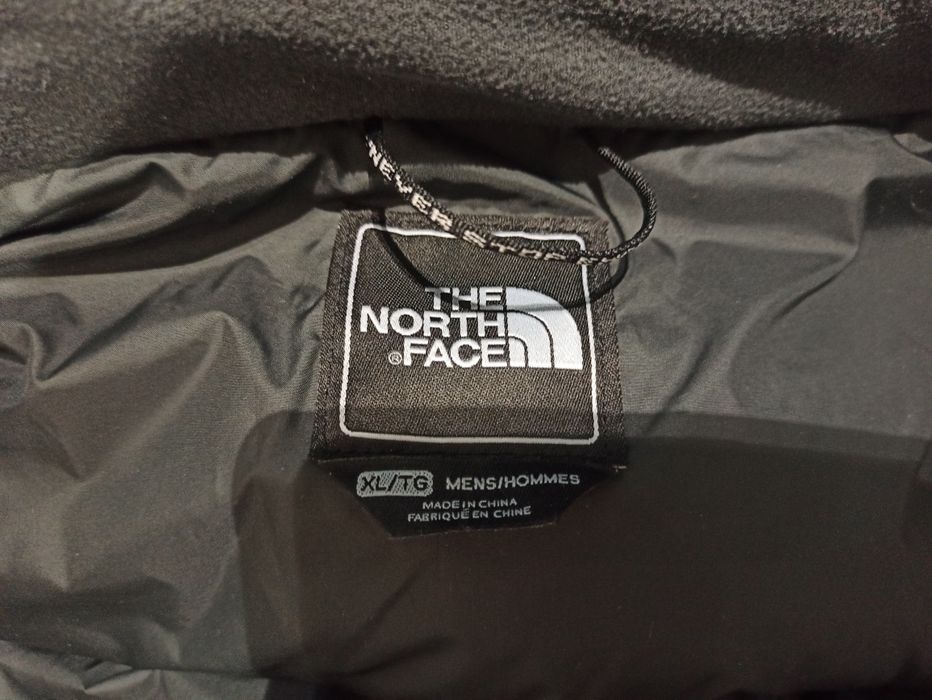 NEVER STOP
THE
NORTH
®FACE
XL/TG MENS/HOMMES
MADE IN CHINA
FABRIQUÉ EN CHINE